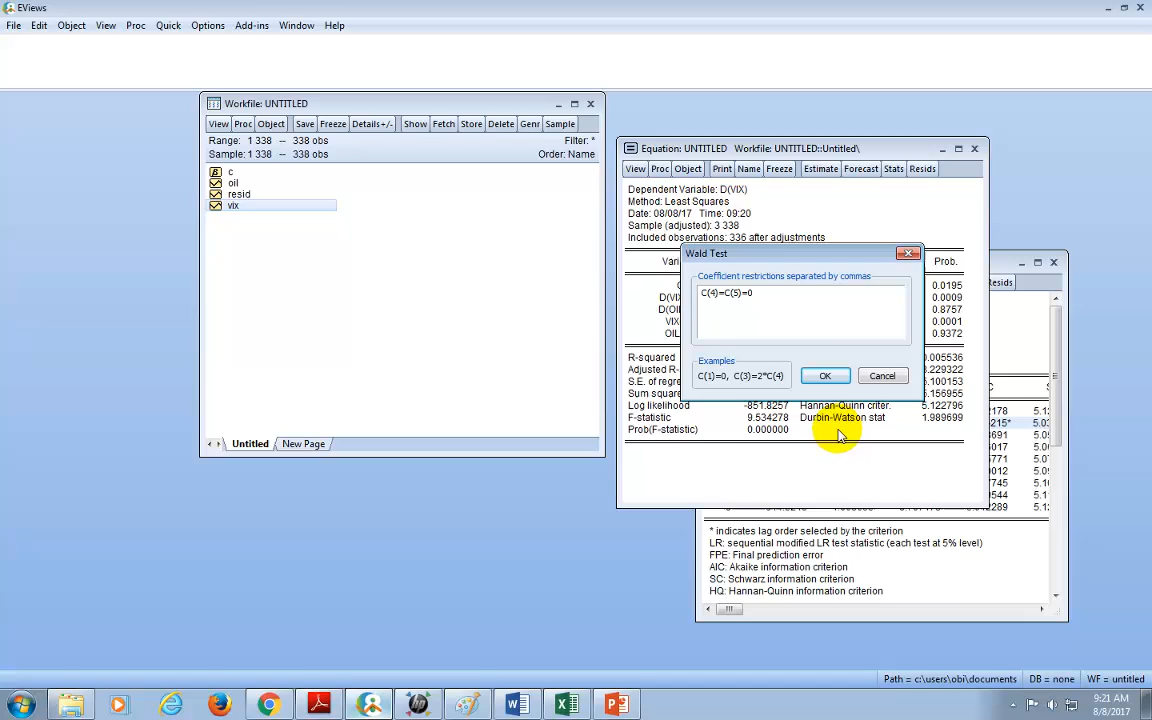 EViews
File Edit Object View Proc Quick Options Add-ins Window Help
Workfile: UNTITLED
View Proc Object Save Freeze Details+/- Show Fetch Store Delete Genr Sample
Range: 1 338 -- 338 obs Filter: *
Sample: 1 338 -- 338 obs Order: Name
c
oil
resid
vix
Untitled New Page
Equation: UNTITLED Workfile: UNTITLED::Untitled\
View Proc Object Print Name Freeze Estimate Forecast Stats Resids
Dependent Variable: D(VIX)
Method: Least Squares
Date: 08/08/17 Time: 09:20
Sample (adjusted): 3 338
Included observations: 336 after adjustments
Prob.
0.0195
0.0009
0.8757
0.0001
0.9372
R-squared
Adjusted R-
S.E. of regre
Sum square
Log likelihood -851.8257 Hannan-Quinn criter. 5.122796
F-statistic 9.534278 Durbin-Watson stat 1.989699
Prob(F-statistic) 0.000000
0.005536
Wald Test
Coefficient restrictions separated by commas
C(4)=C(5)=0
Examples
C(1)=0, C(3)=2*C(4)
OK Cancel
* indicates lag order selected by the criterion
LR: sequential modified LR test statistic (each test at 5% level)
FPE: Final prediction error
AIC: Akaike information criterion
SC: Schwarz information criterion
HQ: Hannan-Quinn information criterion
Path = c:\users\obi\documents DB = none WF = untitled
9:21 AM
8/8/2017